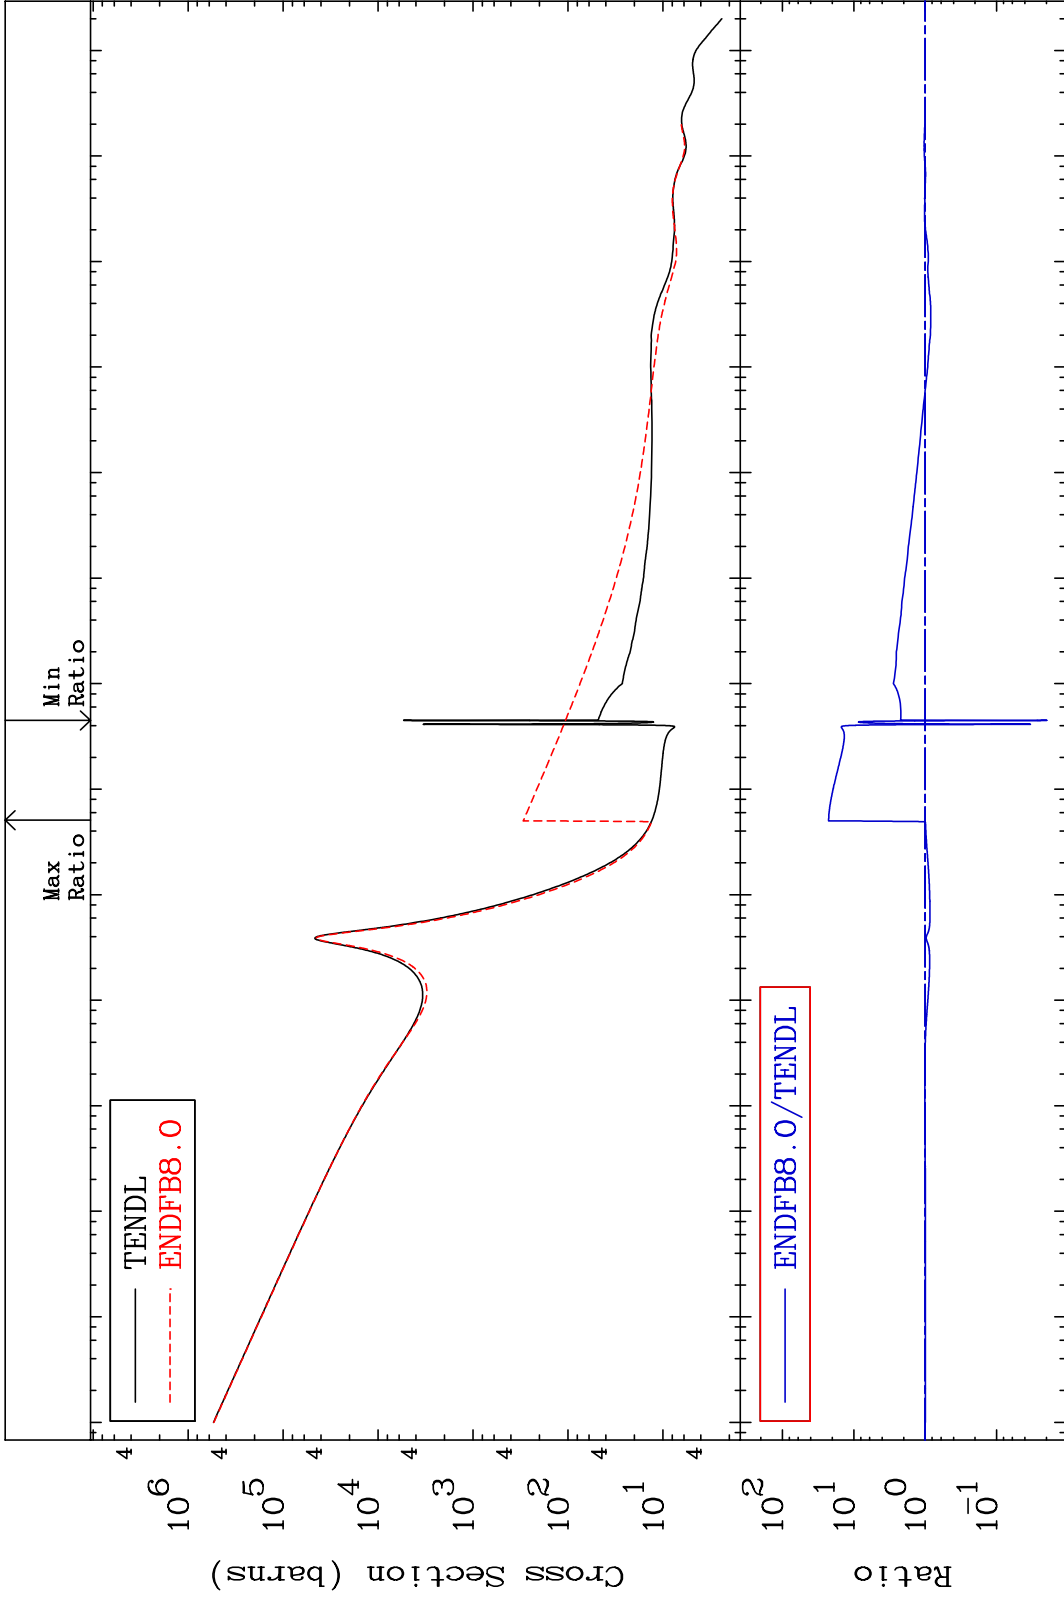 Max
Ratio
Min
Ratio
TENDL
ENDFB8.0
10^6
4
10^5
4
10^4
4
10^3
4
10^2
4
10^1
4
Cross Section (barns)
ENDFB8.0/TENDL
10^2
10^1
10^0
10^-1
Ratio